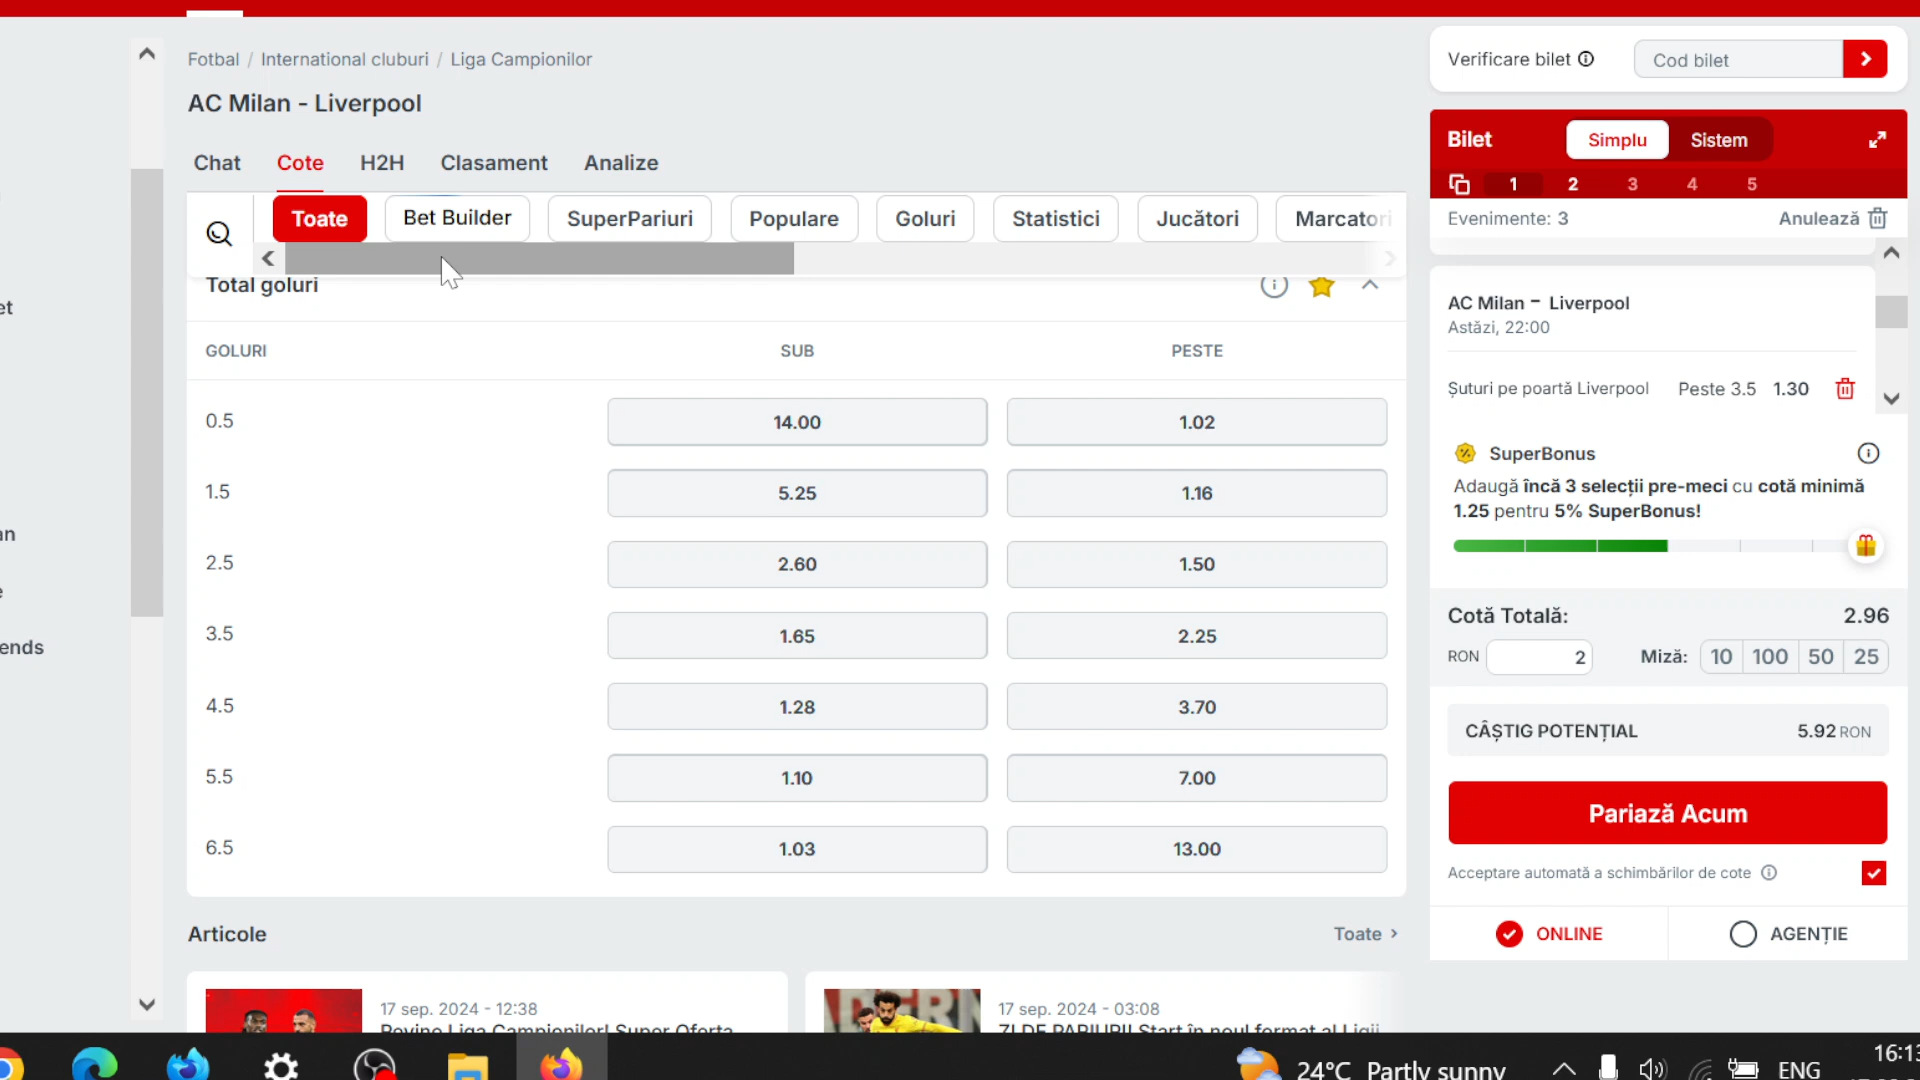 Fotbal / International cluburi / Liga Campionilor
AC Milan - Liverpool
Chat Cote H2H Clasament Analize
Toate Bet Builder SuperPariuri Populare Goluri Statistici Jucători Marcatori
Total goluri
GOLURI SUB PESTE
0.5 14.00 1.02
1.5 5.25 1.16
2.5 2.60 1.50
3.5 1.65 2.25
4.5 1.28 3.70
5.5 1.10 7.00
6.5 1.03 13.00
Articole Toate >
17 sep. 2024 - 12:38
17 sep. 2024 - 03:08
et
an
e
ends
Verificare bilet Cod bilet
Bilet Simplu Sistem
1 2 3 4 5
Evenimente: 3 Anulează
AC Milan - Liverpool
Astăzi, 22:00
Șuturi pe poartă Liverpool Peste 3.5 1.30
SuperBonus
Adaugă încă 3 selecții pre-meci cu cotă minimă
1.25 pentru 5% SuperBonus!
Cotă Totală: 2.96
RON 2 Miză: 10 100 50 25
CÂȘTIG POTENȚIAL 5.92 RON
Pariază Acum
Acceptare automată a schimbărilor de cote
ONLINE AGENȚIE
24°C Partly sunny ENG 16:13